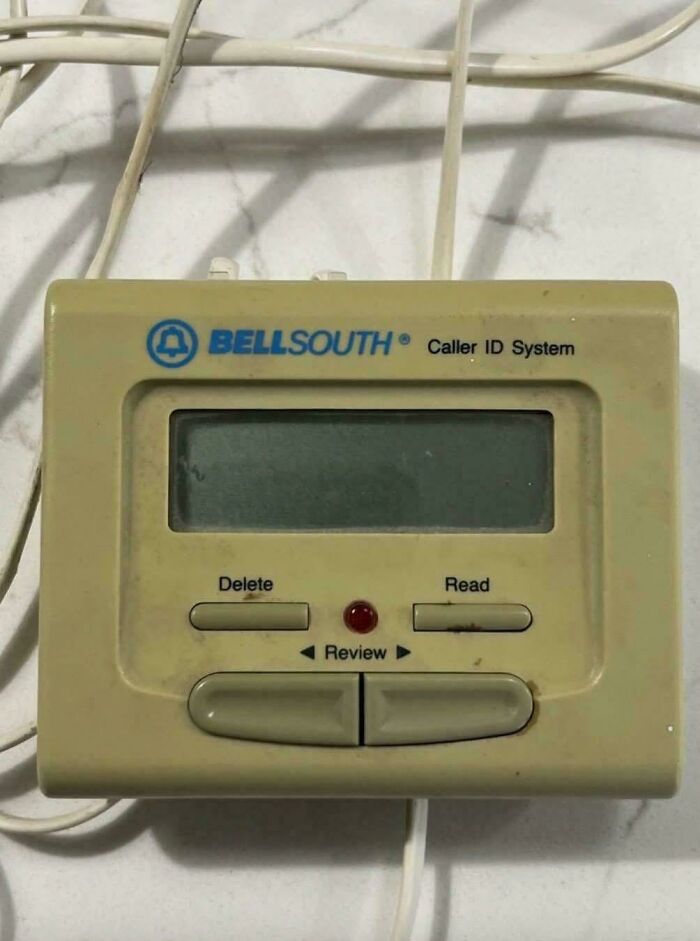 BELLSOUTH® Caller ID System
Delete Read
◄ Review ►